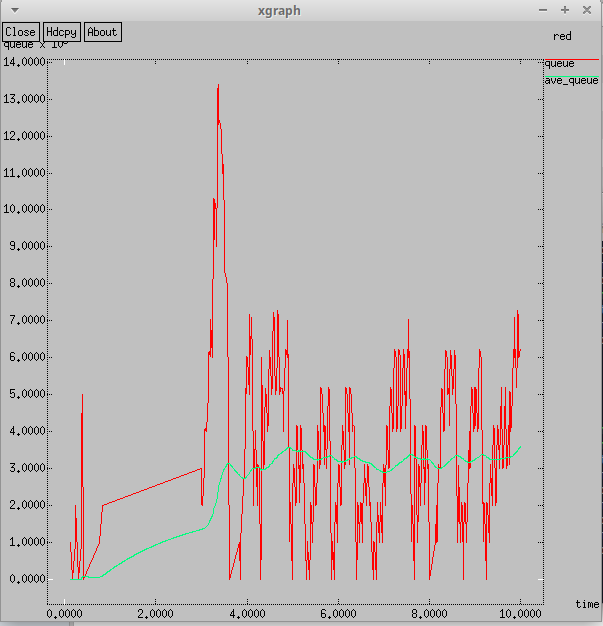 xgraph
Close Hdcpy About
red
queue x 10³
queue
ave_queue
14.0000
13.0000
12.0000
11.0000
10.0000
9.0000
8.0000
7.0000
6.0000
5.0000
4.0000
3.0000
2.0000
1.0000
0.0000
time
0.0000 2.0000 4.0000 6.0000 8.0000 10.0000